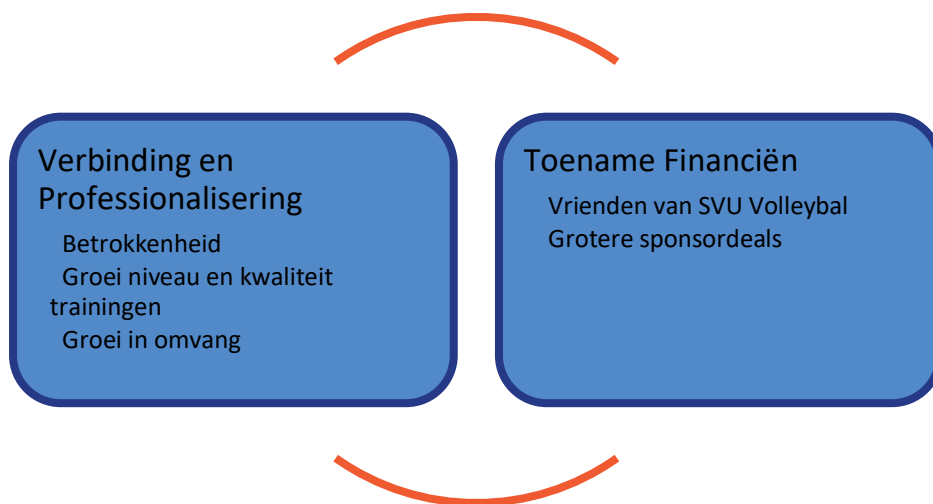 Verbinding en
Professionalisering
Betrokkenheid
Groei niveau en kwaliteit
trainingen
Groei in omvang
Toename Financiën
Vrienden van SVU Volleybal
Grotere sponsordeals